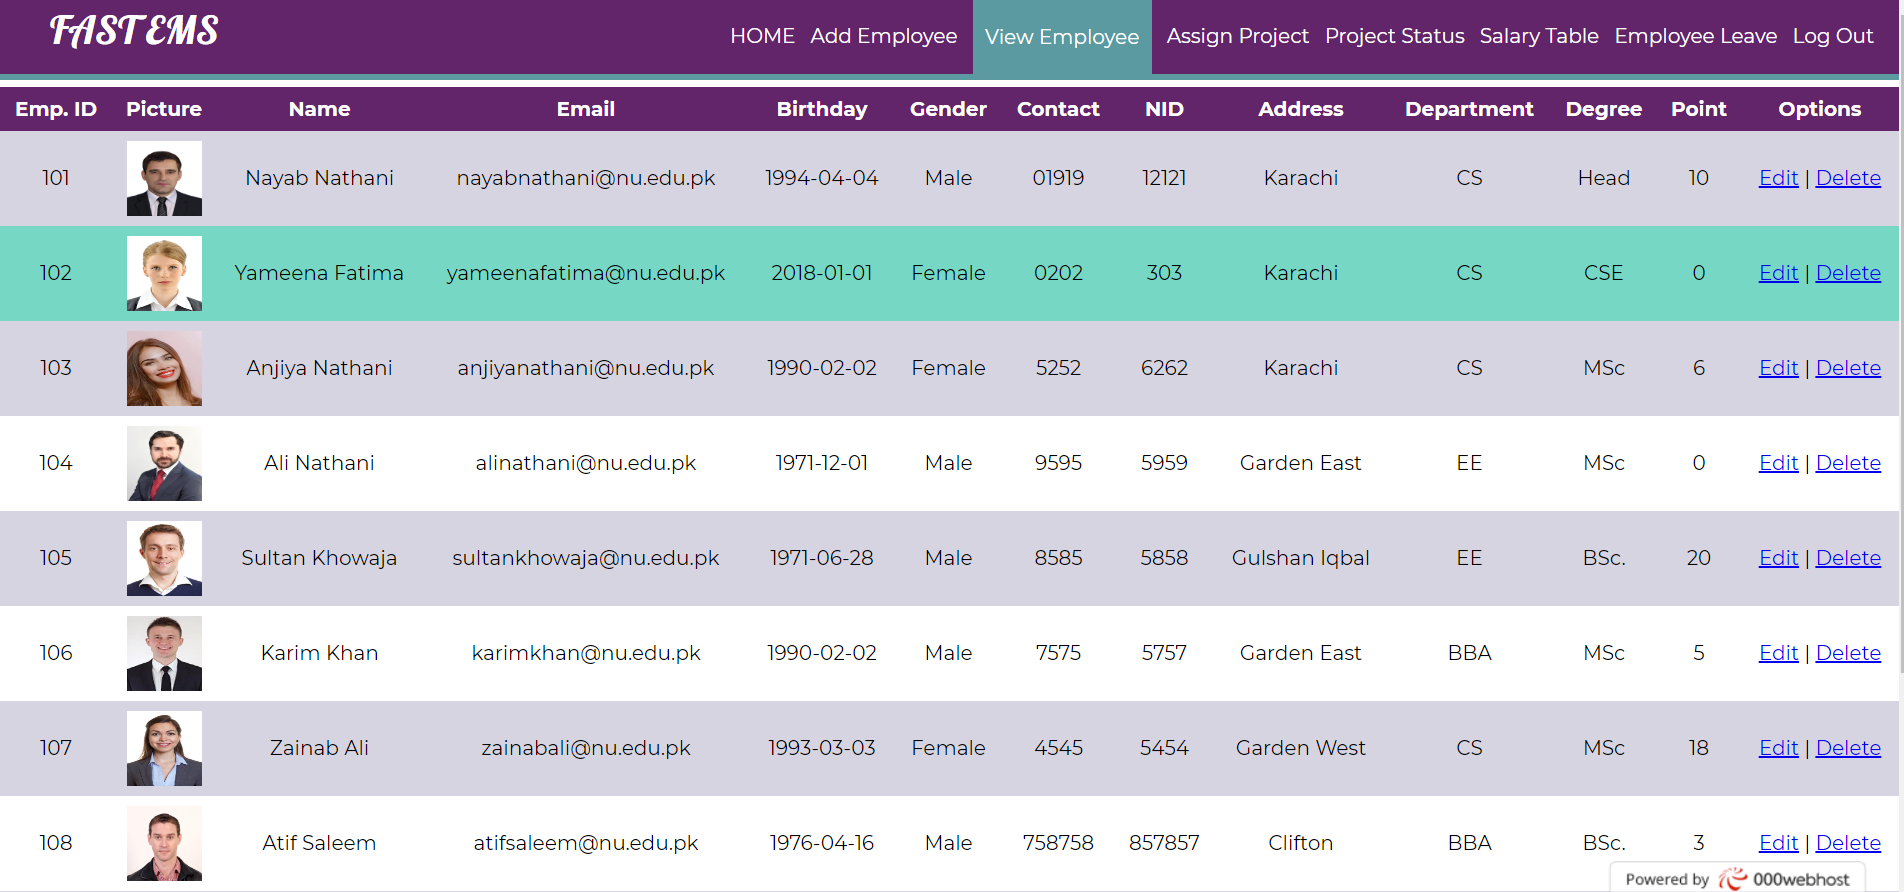 FAST EMS
HOME Add Employee View Employee Assign Project Project Status Salary Table Employee Leave Log Out
Emp. ID Picture Name Email Birthday Gender Contact NID Address Department Degree Point Options
101 Nayab Nathani nayabnathani@nu.edu.pk 1994-04-04 Male 01919 12121 Karachi CS Head 10 Edit | Delete
102 Yameena Fatima yameenafatima@nu.edu.pk 2018-01-01 Female 0202 303 Karachi CS CSE 0 Edit | Delete
103 Anjiya Nathani anjiyanathani@nu.edu.pk 1990-02-02 Female 5252 6262 Karachi CS MSc 6 Edit | Delete
104 Ali Nathani alinathani@nu.edu.pk 1971-12-01 Male 9595 5959 Garden East EE MSc 0 Edit | Delete
105 Sultan Khowaja sultankhowaja@nu.edu.pk 1971-06-28 Male 8585 5858 Gulshan Iqbal EE BSc. 20 Edit | Delete
106 Karim Khan karimkhan@nu.edu.pk 1990-02-02 Male 7575 5757 Garden East BBA MSc 5 Edit | Delete
107 Zainab Ali zainabali@nu.edu.pk 1993-03-03 Female 4545 5454 Garden West CS MSc 18 Edit | Delete
108 Atif Saleem atifsaleem@nu.edu.pk 1976-04-16 Male 758758 857857 Clifton BBA BSc. 3 Edit | Delete
Powered by 000webhost